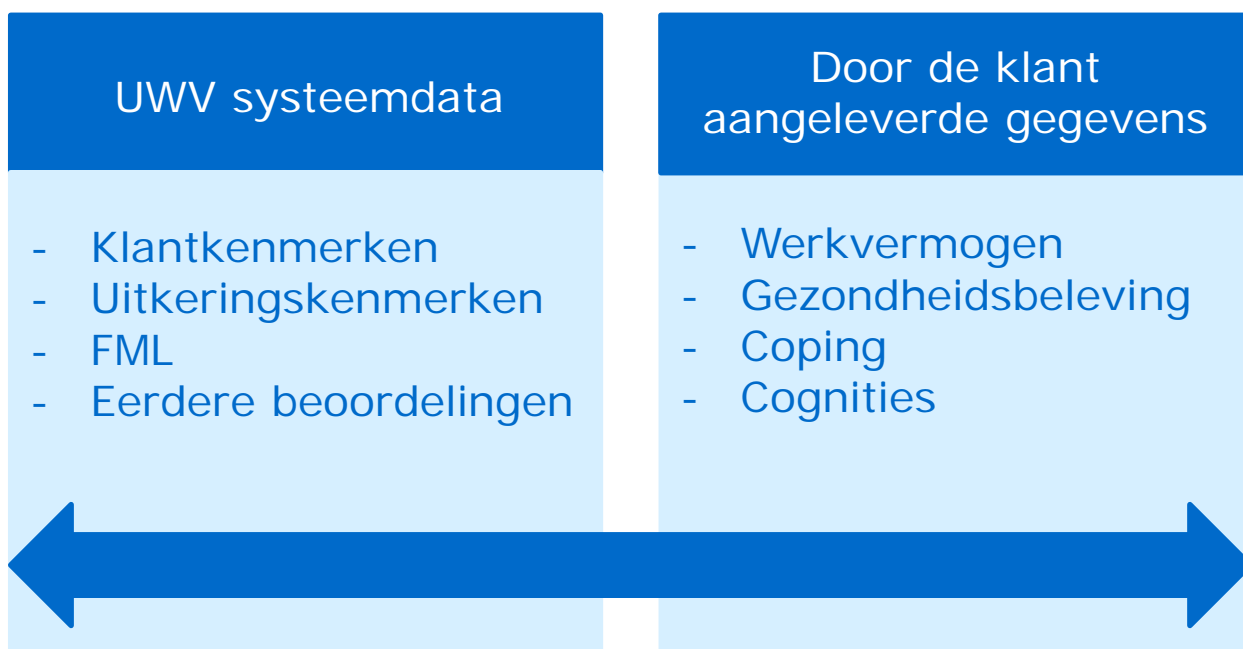 UWV systeemdata
- Klantkenmerken
- Uitkeringskenmerken
- FML
- Eerdere beoordelingen
Door de klant
aangeleverde gegevens
- Werkvermogen
- Gezondheidsbeleving
- Coping
- Cognities